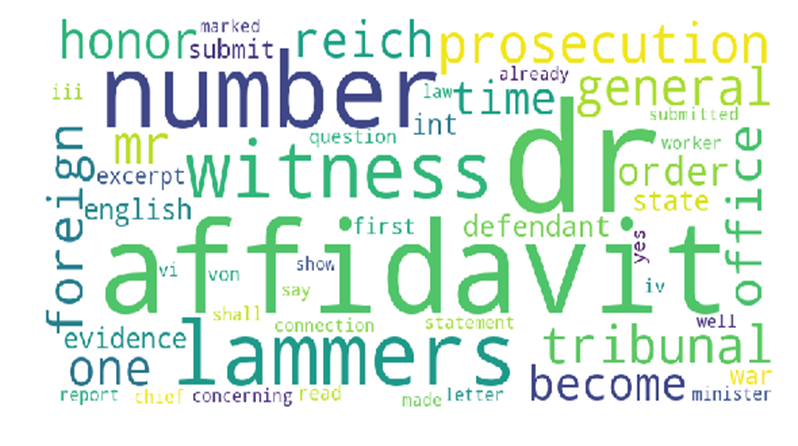 marked
honor submit reich prosecution
number already general
iii law time submitted
mr question int worker
excerpt witness dr order
foreign english state office
first defendant yes
affidavit
vi von show iv
say
shall connection statement well
evidence lammers tribunal
one become war
report chief concerning read made letter minister